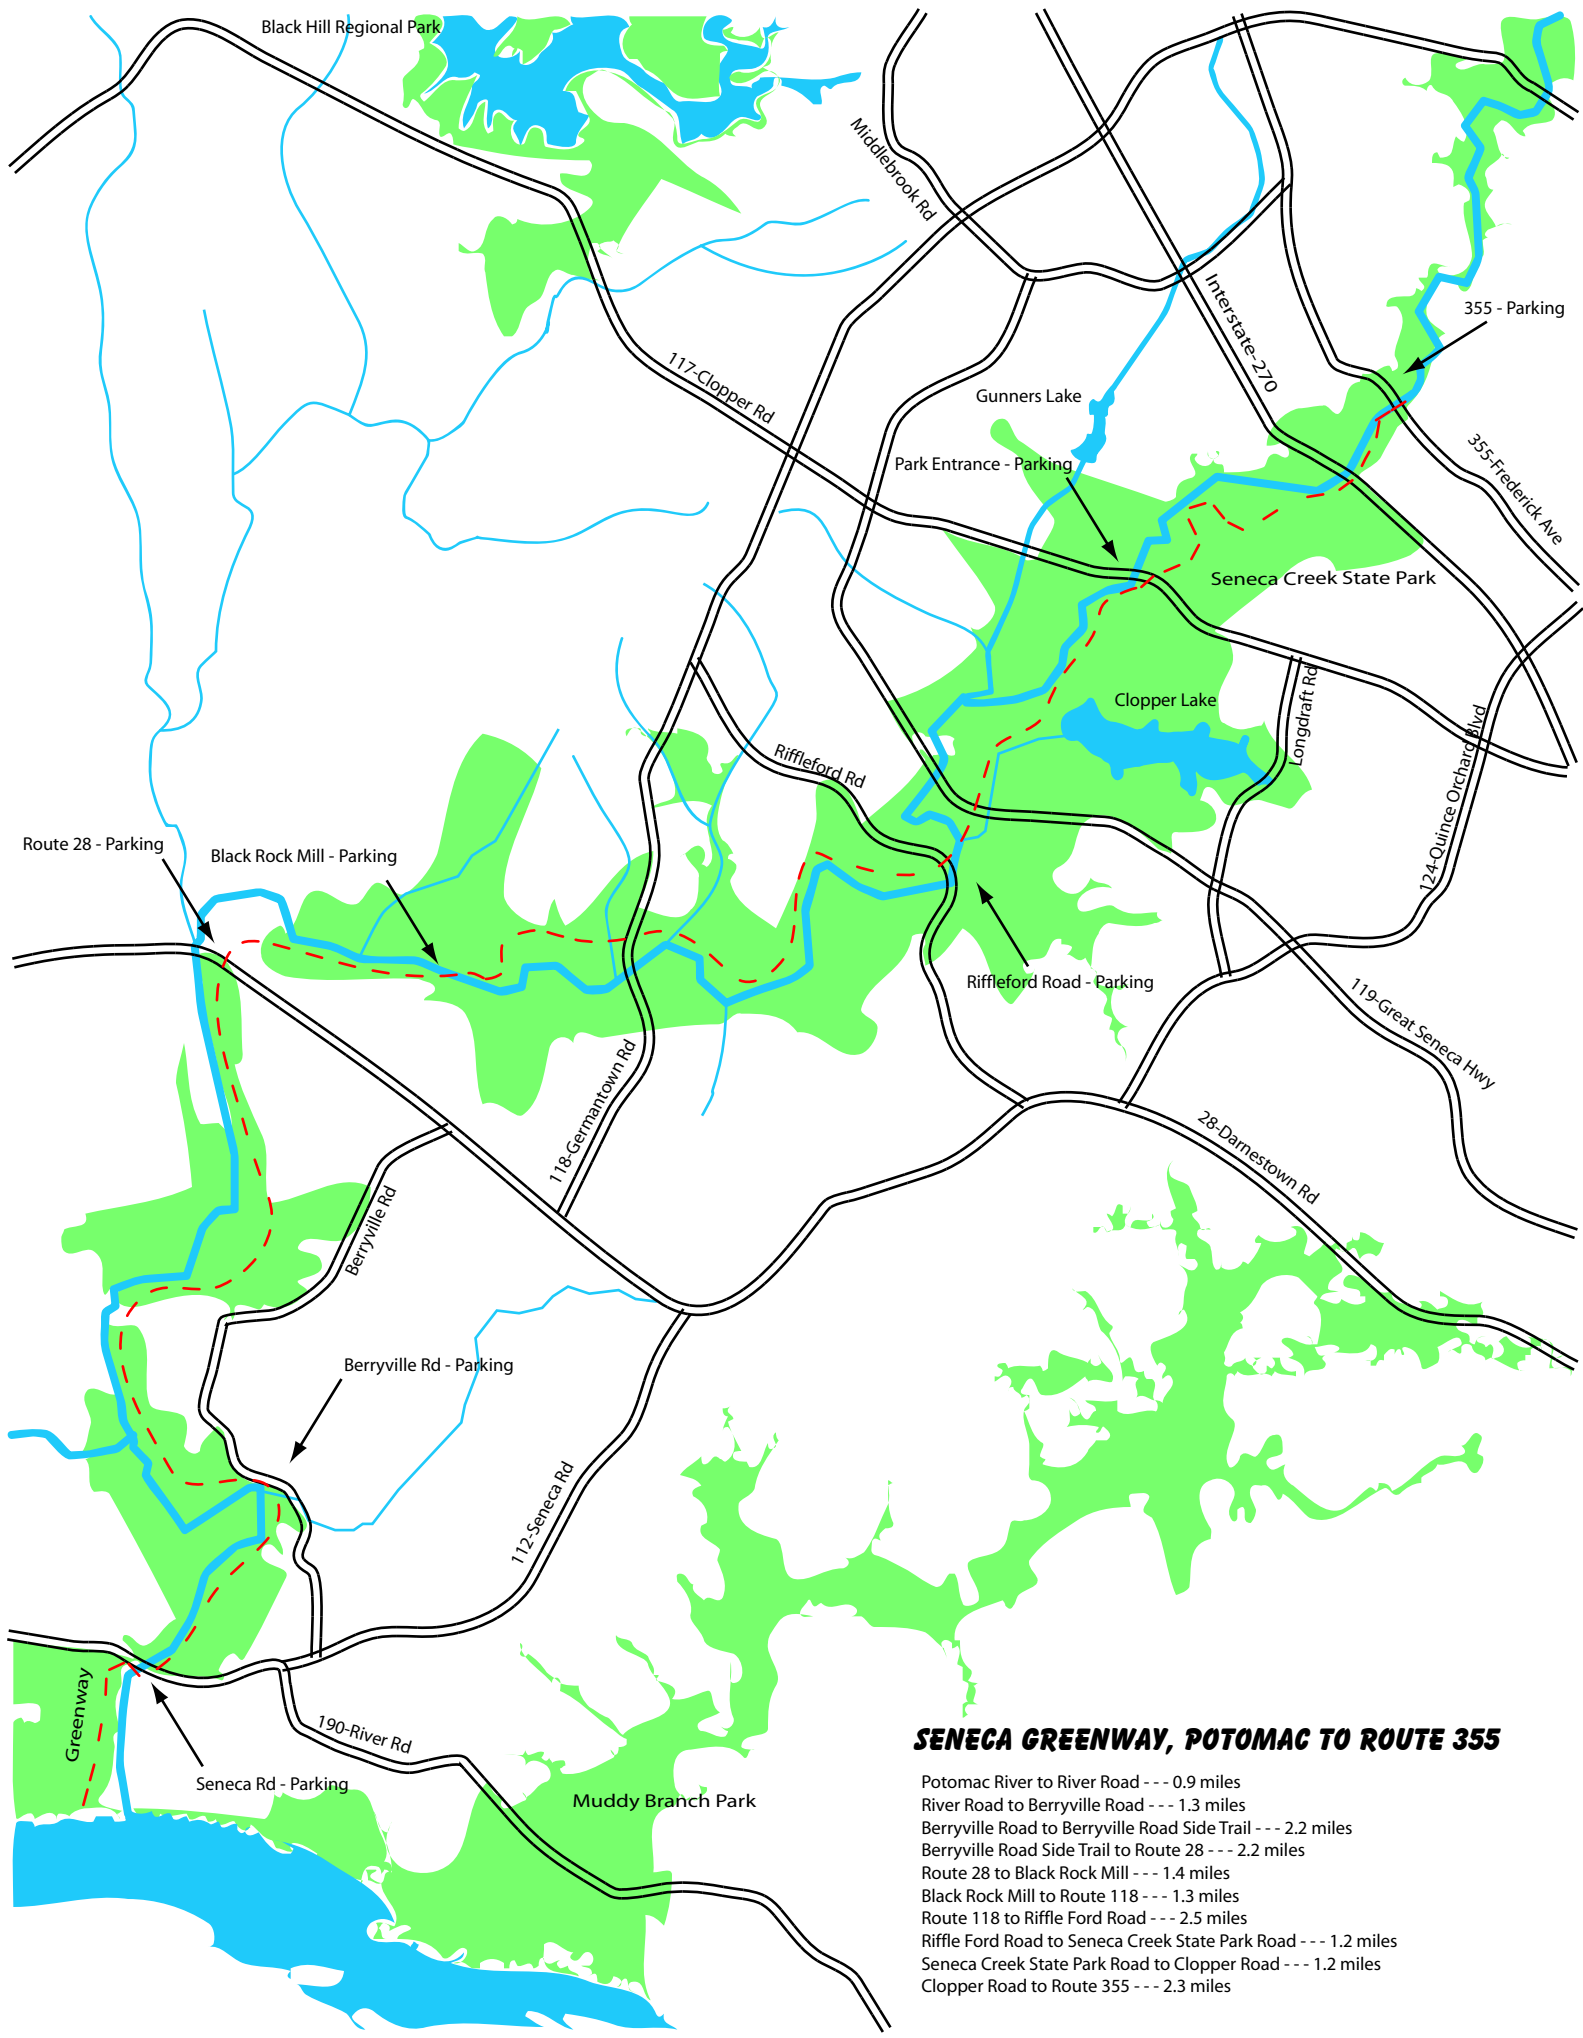 Black Hill Regional Park
Middlebrook Rd
Interstate-270
355 - Parking
117-Clopper Rd
Gunners Lake
Park Entrance - Parking
355-Frederick Ave
Seneca Creek State Park
Clopper Lake
Longdraft Rd
124-Quince Orchard Blvd
Riffleford Rd
Route 28 - Parking
Black Rock Mill - Parking
Riffleford Road - Parking
119-Great Seneca Hwy
118-Germantown Rd
28-Darnestown Rd
Berryville Rd
Berryville Rd - Parking
112-Seneca Rd
Greenway
190-River Rd
Seneca Rd - Parking
Muddy Branch Park
SENECA GREENWAY, POTOMAC TO ROUTE 355
Potomac River to River Road - - - 0.9 miles
River Road to Berryville Road - - - 1.3 miles
Berryville Road to Berryville Road Side Trail - - - 2.2 miles
Berryville Road Side Trail to Route 28 - - - 2.2 miles
Route 28 to Black Rock Mill - - - 1.4 miles
Black Rock Mill to Route 118 - - - 1.3 miles
Route 118 to Riffle Ford Road - - - 2.5 miles
Riffle Ford Road to Seneca Creek State Park Road - - - 1.2 miles
Seneca Creek State Park Road to Clopper Road - - - 1.2 miles
Clopper Road to Route 355 - - - 2.3 miles